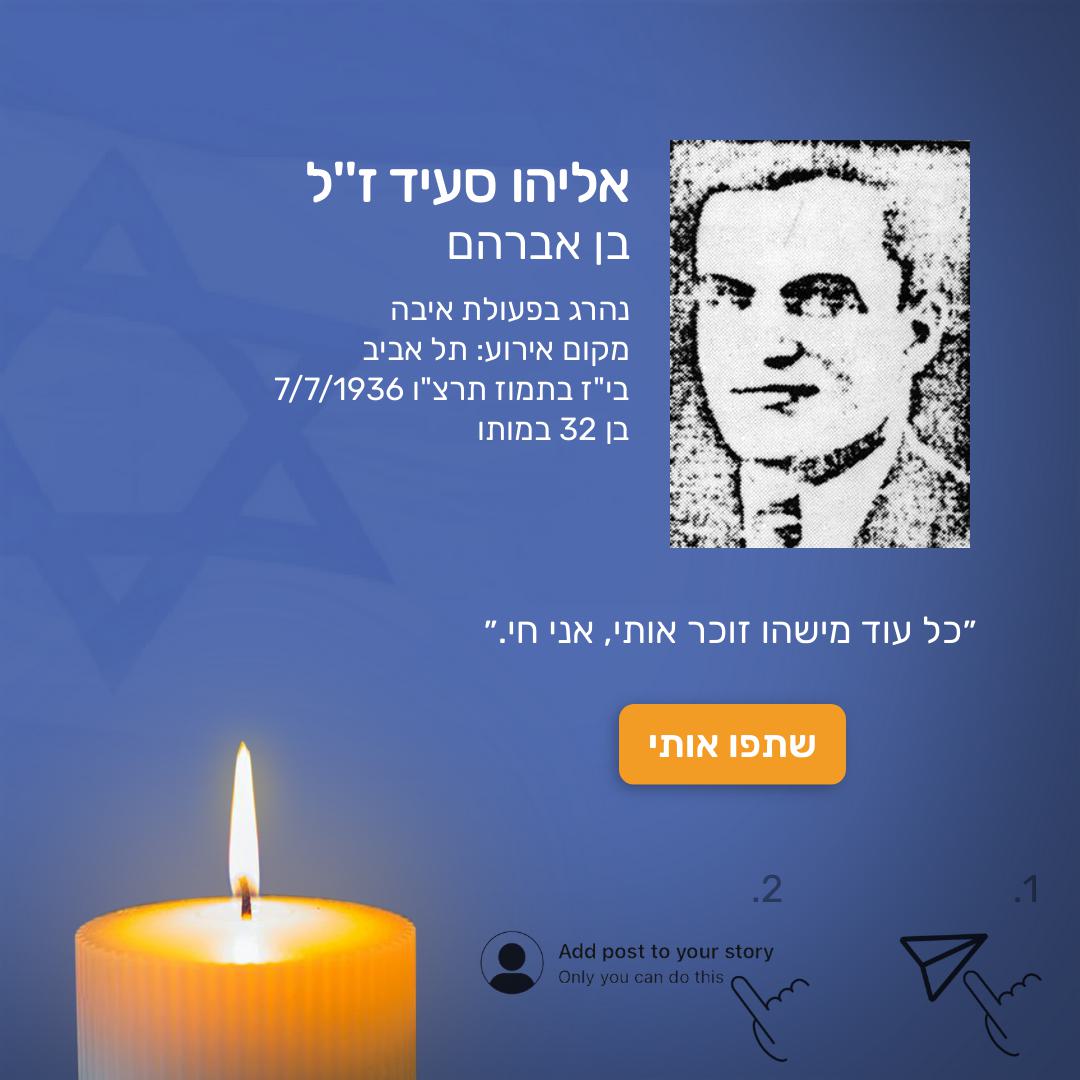 אליהו סעיד ז"ל
בן אברהם
נהרג בפעולת איבה
מקום אירוע: תל אביב
בי"ז בתמוז תרצ"ו 7/7/1936
בן 32 במותו
"כל עוד מישהו זוכר אותי, אני חי."
שתפו אותי
1.
2.
Add post to your story
Only you can do this